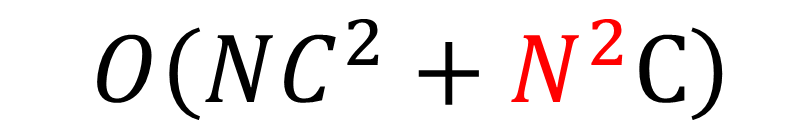 O(NC² + N²C)